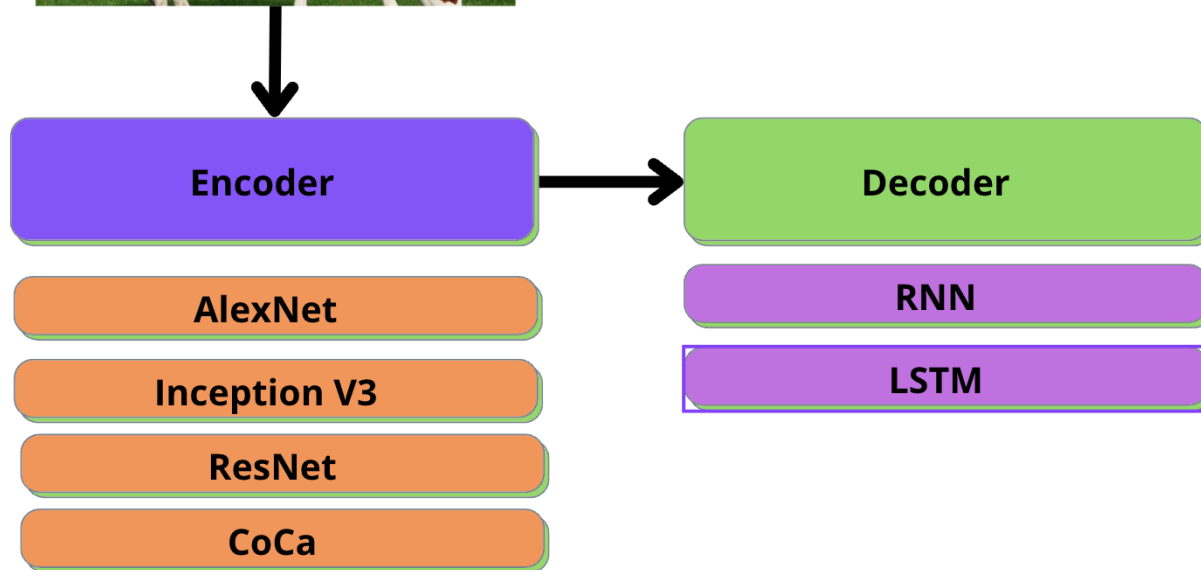 Encoder
Decoder
AlexNet
Inception V3
ResNet
CoCa
RNN
LSTM